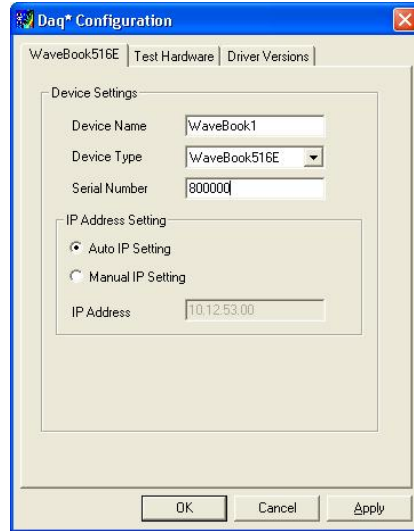 Daq* Configuration
WaveBook516E
Test Hardware
Driver Versions
Device Settings
Device Name
WaveBook1
Device Type
WaveBook516E
Serial Number
800000
IP Address Setting
Auto IP Setting
Manual IP Setting
IP Address
10.12.53.00
OK
Cancel
Apply